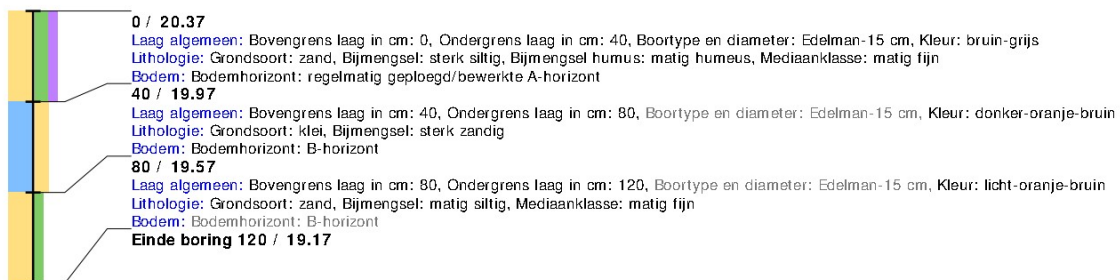 0 / 20.37
Laag algemeen: Bovengrens laag in cm: 0, Ondergrens laag in cm: 40, Boortype en diameter: Edelman-15 cm, Kleur: bruin-grijs
Lithologie: Grondsoort: zand, Bijmengsel: sterk siltig, Bijmengsel humus: matig humeus, Mediaanklasse: matig fijn
Bodem: Bodemhorizont: regelmatig geploegd/bewerkte A-horizont
40 / 19.97
Laag algemeen: Bovengrens laag in cm: 40, Ondergrens laag in cm: 80, Boortype en diameter: Edelman-15 cm, Kleur: donker-oranje-bruin
Lithologie: Grondsoort: klei, Bijmengsel: sterk zandig
Bodem: Bodemhorizont: B-horizont
80 / 19.57
Laag algemeen: Bovengrens laag in cm: 80, Ondergrens laag in cm: 120, Boortype en diameter: Edelman-15 cm, Kleur: licht-oranje-bruin
Lithologie: Grondsoort: zand, Bijmengsel: matig siltig, Mediaanklasse: matig fijn
Bodem: Bodemhorizont: B-horizont
Einde boring 120 / 19.17